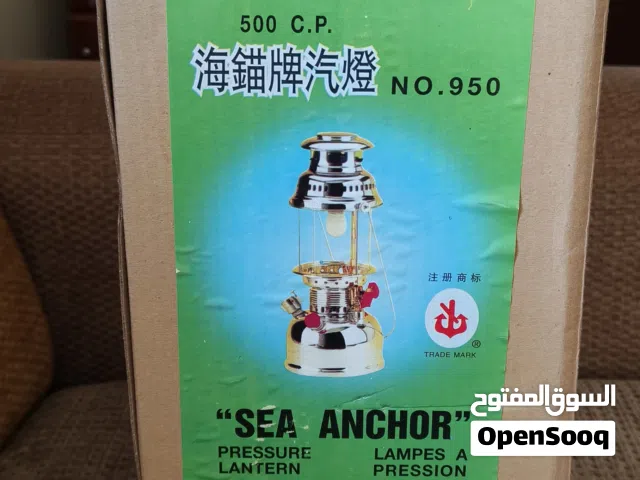 500 C.P.
海錨牌汽燈 NO.950
注册商标
®
TRADE MARK
"SEA ANCHOR"
PRESSURE LANTERN
LAMPES A PRESSION
السوق المفتوح
OpenSooq